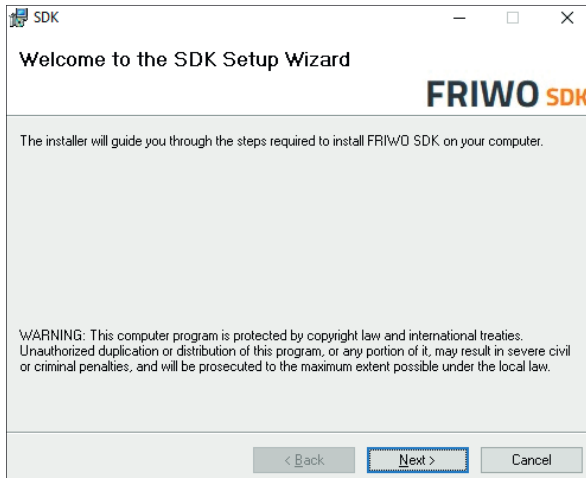 SDK
Welcome to the SDK Setup Wizard
FRIWO SDK
The installer will guide you through the steps required to install FRIWO SDK on your computer.
WARNING: This computer program is protected by copyright law and international treaties.
Unauthorized duplication or distribution of this program, or any portion of it, may result in severe civil
or criminal penalties, and will be prosecuted to the maximum extent possible under the local law.
< Back
Next >
Cancel